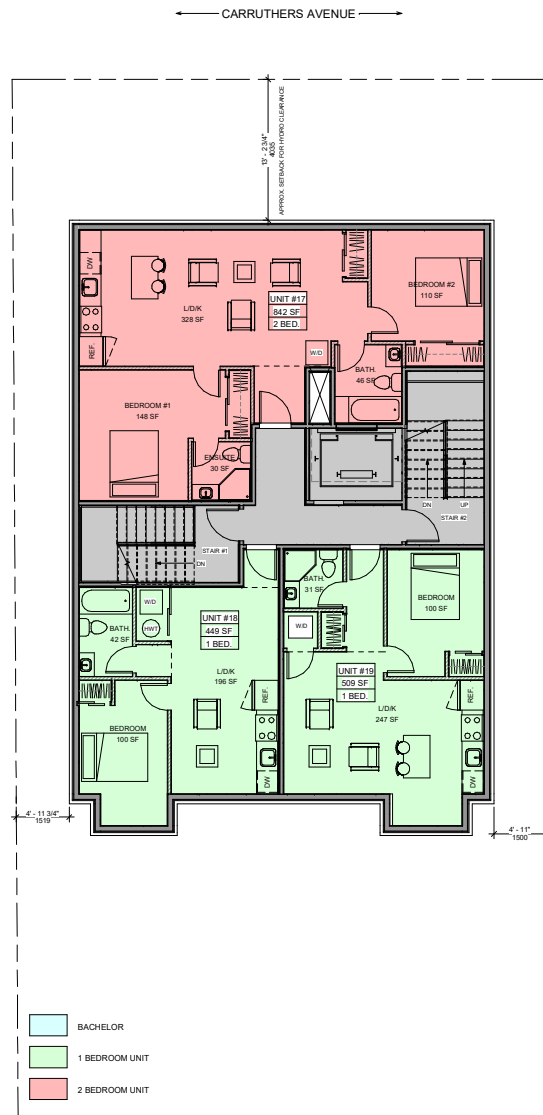 CARRUTHERS AVENUE
13' - 2 3/4"
4035
APPROX. SETBACK FOR HYDRO CLEARANCE
DW
REF.
L/D/K
328 SF
UNIT #17
842 SF
2 BED.
BEDROOM #2
110 SF
W/D
BATH.
46 SF
BEDROOM #1
148 SF
ENSUITE
30 SF
DN
UP
STAIR #2
STAIR #1
DN
W/D
HWT
BATH.
42 SF
UNIT #18
449 SF
1 BED.
L/D/K
196 SF
REF.
DW
BEDROOM
100 SF
BATH.
31 SF
W/D
BEDROOM
100 SF
UNIT #19
509 SF
1 BED.
L/D/K
247 SF
REF.
DW
4' - 11 3/4"
1519
4' - 11"
1500
BACHELOR
1 BEDROOM UNIT
2 BEDROOM UNIT